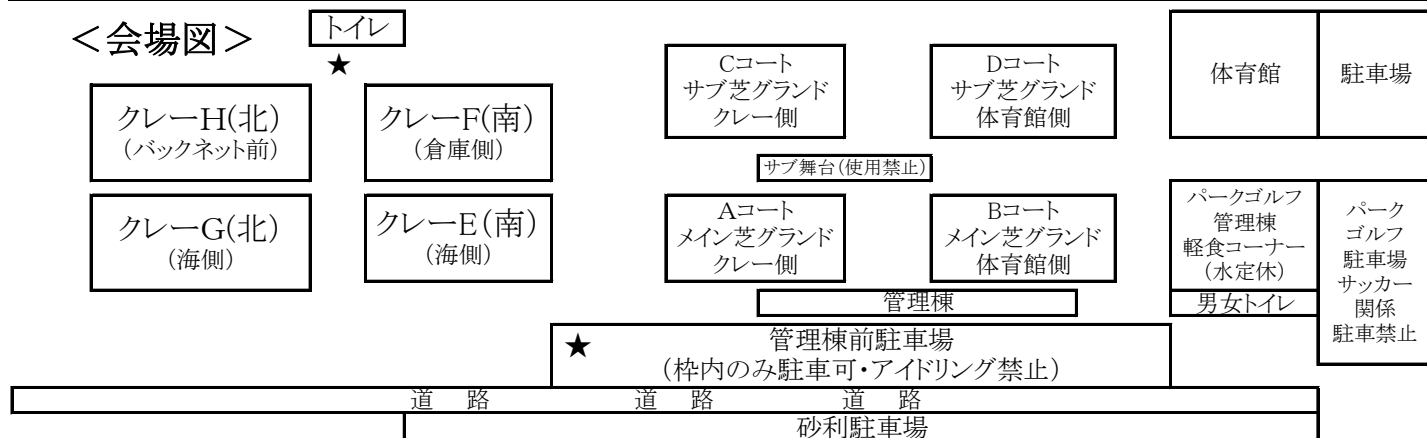 ＜会場図＞
トイレ
★
クレーH(北)
(バックネット前)
クレーF(南)
(倉庫側)
Cコート
サブ芝グランド
クレー側
Dコート
サブ芝グランド
体育館側
体育館
駐車場
サブ舞台(使用禁止)
クレーG(北)
(海側)
クレーE(南)
(海側)
Aコート
メイン芝グランド
クレー側
Bコート
メイン芝グランド
体育館側
パークゴルフ
管理棟
軽食コーナー
(水定休)
男女トイレ
パーク
ゴルフ
駐車場
サッカー
関係
駐車禁止
管理棟
★
管理棟前駐車場
(枠内のみ駐車可・アイドリング禁止)
道　路　　　道　路　　　道　路
砂利駐車場